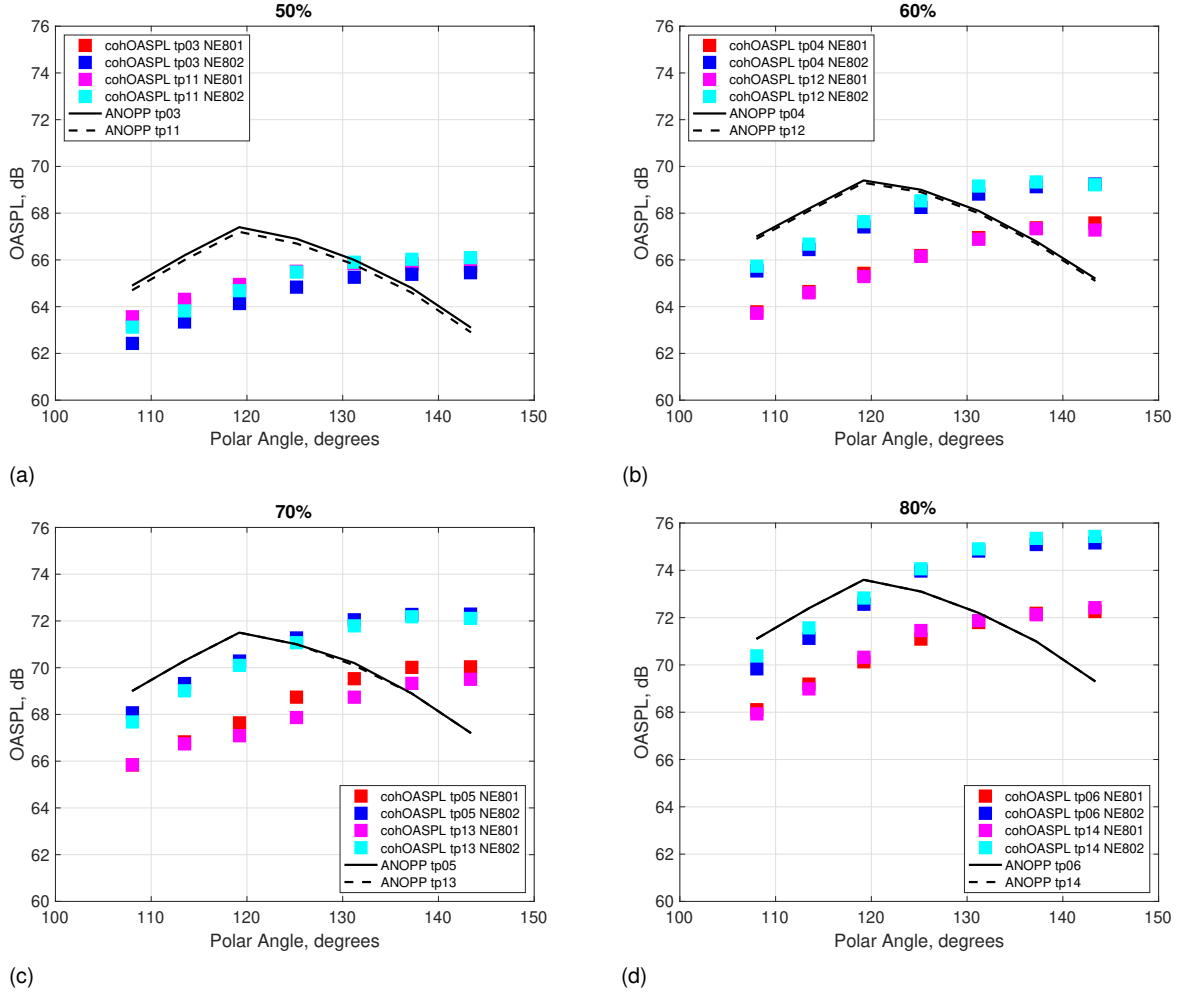 50%
76
74
72
70
68
66
64
62
60
OASPL, dB
cohOASPL tp03 NE801
cohOASPL tp03 NE802
cohOASPL tp11 NE801
cohOASPL tp11 NE802
ANOPP tp03
ANOPP tp11
100 110 120 130 140 150
Polar Angle, degrees
(a)
60%
76
74
72
70
68
66
64
62
60
OASPL, dB
cohOASPL tp04 NE801
cohOASPL tp04 NE802
cohOASPL tp12 NE801
cohOASPL tp12 NE802
ANOPP tp04
ANOPP tp12
100 110 120 130 140 150
Polar Angle, degrees
(b)
70%
76
74
72
70
68
66
64
62
60
OASPL, dB
cohOASPL tp05 NE801
cohOASPL tp05 NE802
cohOASPL tp13 NE801
cohOASPL tp13 NE802
ANOPP tp05
ANOPP tp13
100 110 120 130 140 150
Polar Angle, degrees
(c)
80%
76
74
72
70
68
66
64
62
60
OASPL, dB
cohOASPL tp06 NE801
cohOASPL tp06 NE802
cohOASPL tp14 NE801
cohOASPL tp14 NE802
ANOPP tp06
ANOPP tp14
100 110 120 130 140 150
Polar Angle, degrees
(d)